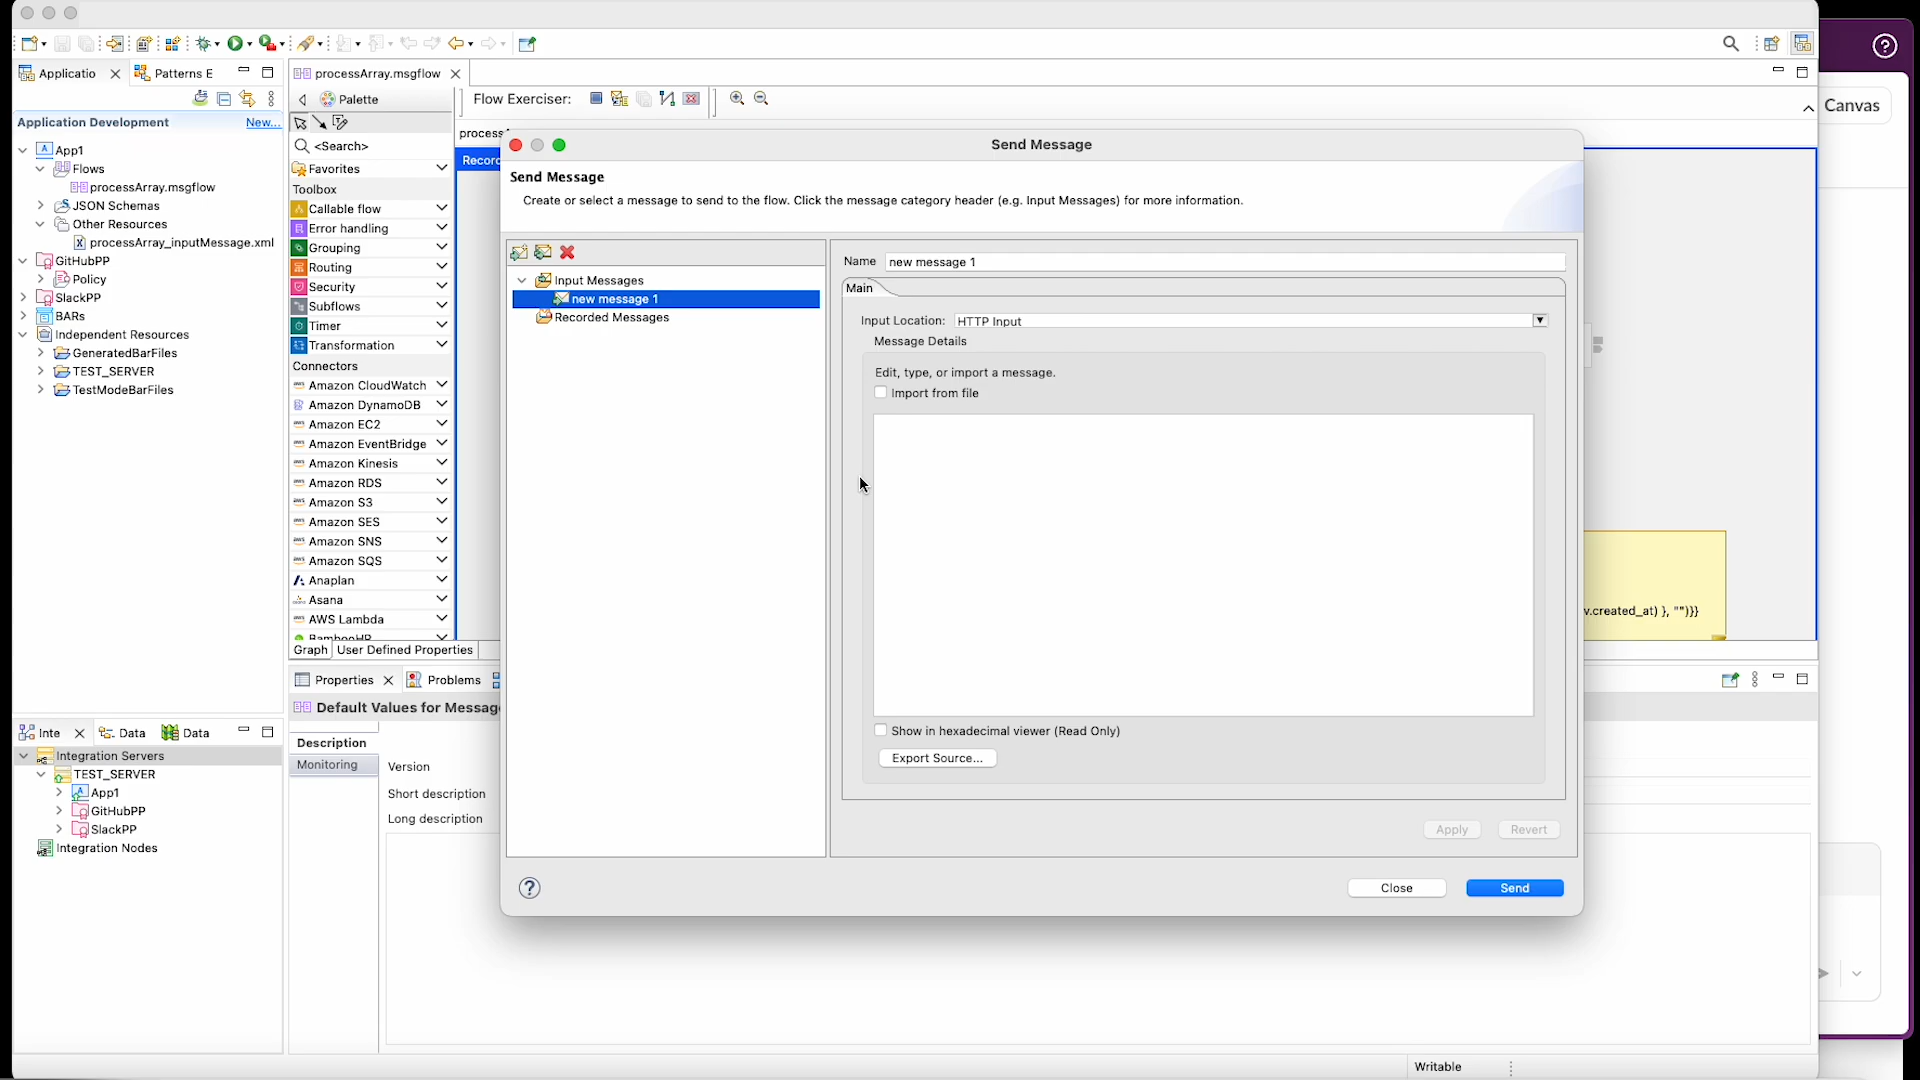 Applicatio
Patterns E
processArray.msgflow
Palette
Flow Exerciser:
Canvas
Application Development
New...
<Search>
App1
Flows
processArray.msgflow
JSON Schemas
Other Resources
processArray_inputMessage.xml
GitHubPP
Policy
SlackPP
BARs
Independent Resources
GeneratedBarFiles
TEST_SERVER
TestModeBarFiles
Favorites
Toolbox
Callable flow
Error handling
Grouping
Routing
Security
Subflows
Timer
Transformation
Connectors
Amazon CloudWatch
Amazon DynamoDB
Amazon EC2
Amazon EventBridge
Amazon Kinesis
Amazon RDS
Amazon S3
Amazon SES
Amazon SNS
Amazon SQS
Anaplan
Asana
AWS Lambda
BambooHR
Graph
User Defined Properties
Send Message
Send Message
Create or select a message to send to the flow. Click the message category header (e.g. Input Messages) for more information.
Input Messages
new message 1
Recorded Messages
Name
new message 1
Main
Input Location:
HTTP Input
Message Details
Edit, type, or import a message.
Import from file
Show in hexadecimal viewer (Read Only)
Export Source...
Apply
Revert
Close
Send
v.created_at) }, "")}}
Properties
Problems
Default Values for Messag
Description
Monitoring
Version
Short description
Long description
Inte
Data
Data
Integration Servers
TEST_SERVER
App1
GitHubPP
SlackPP
Integration Nodes
Writable